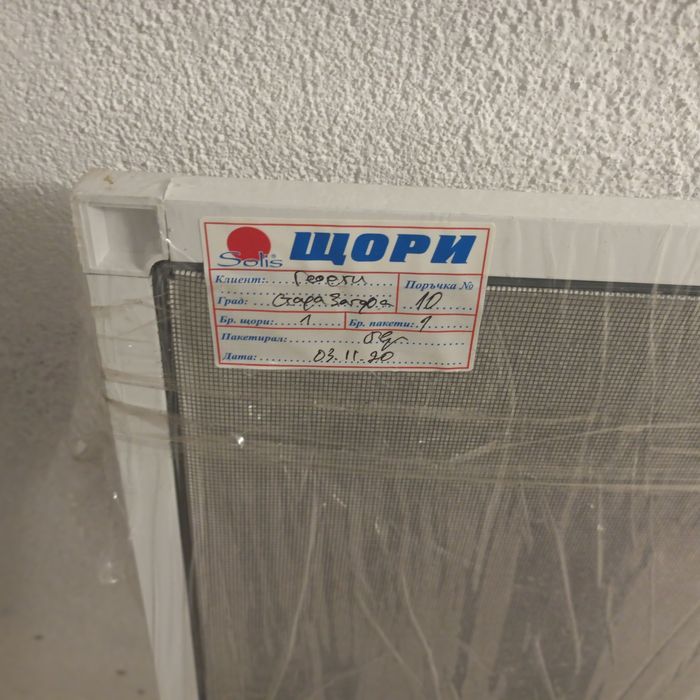 Solis® ЩОРИ
Клиент: Поръчка №
Град: Стара Загора 10
Бр. щори: 1 Бр. пакети: 1
Пакетирал:
Дата: 03.11.20